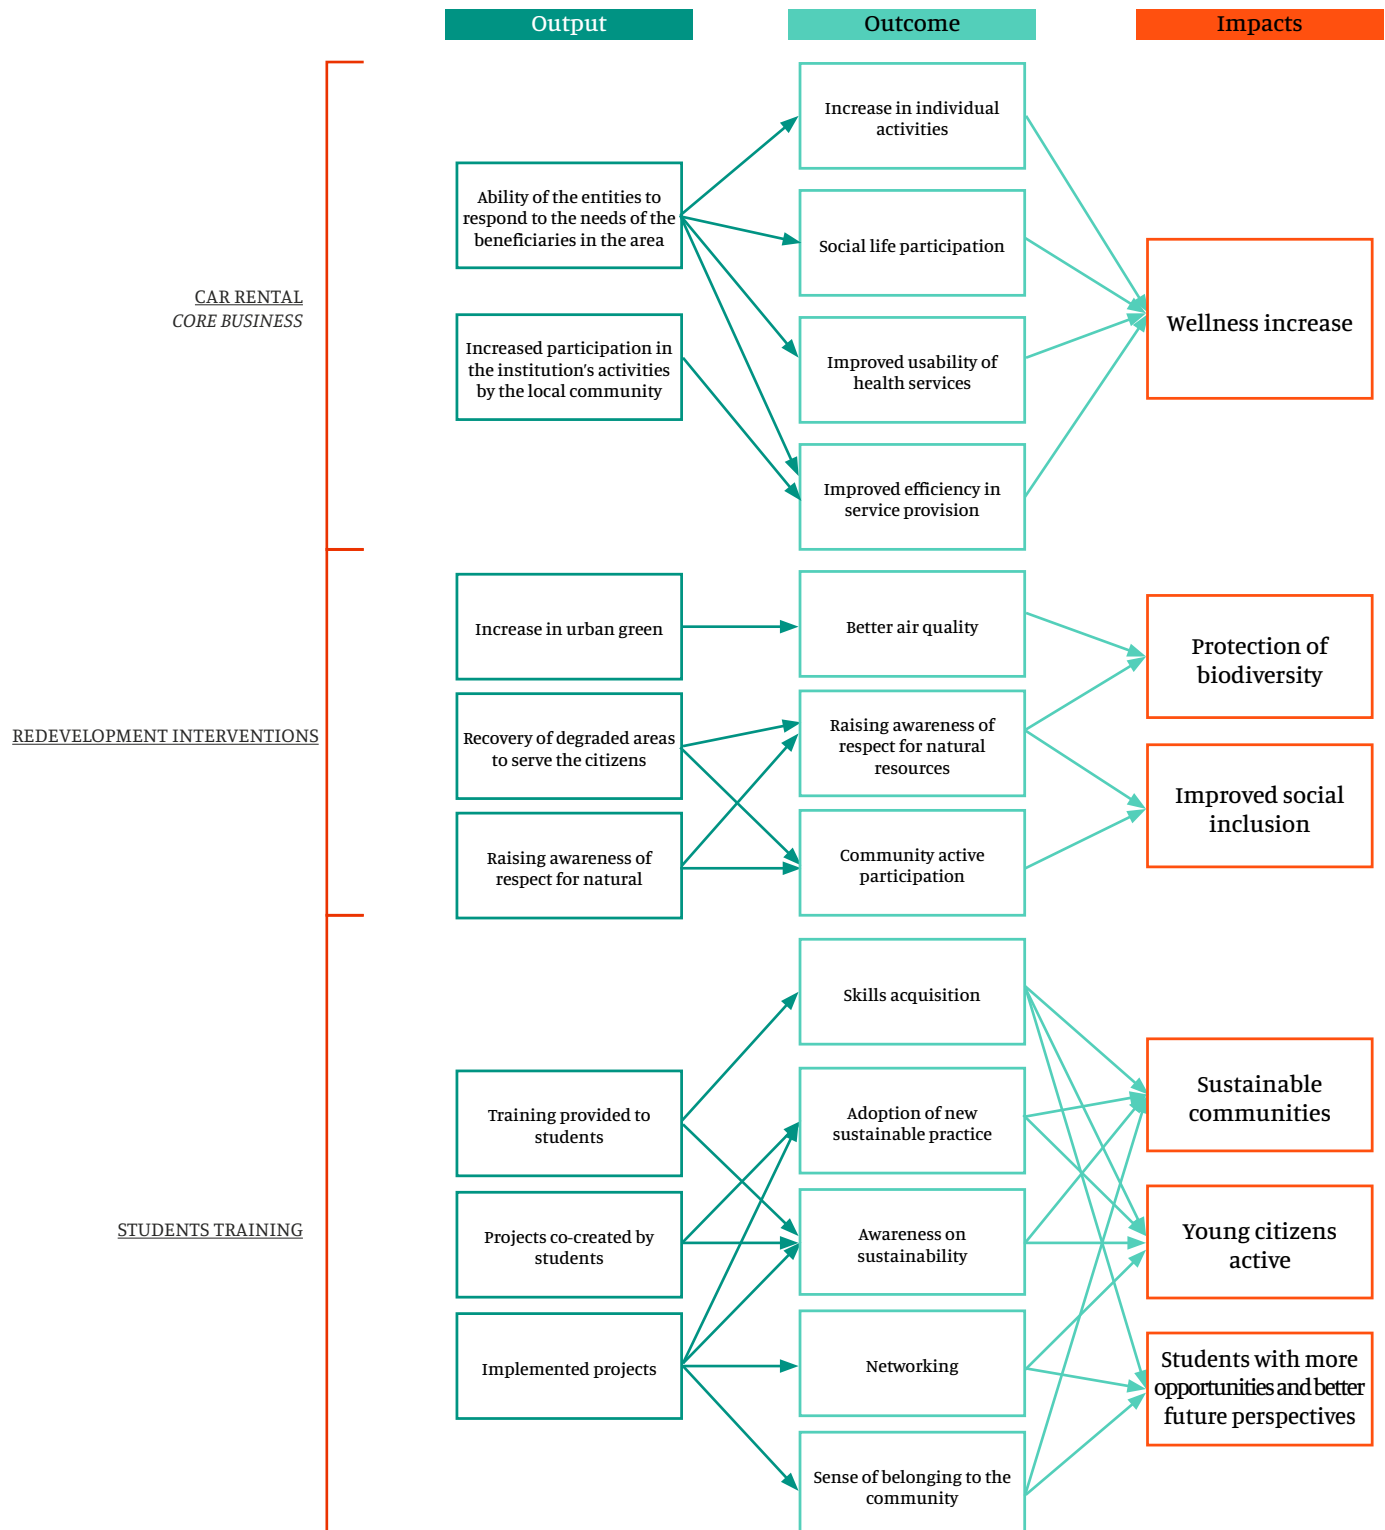 Output
Outcome
Impacts
CAR RENTAL
CORE BUSINESS
Ability of the entities to
respond to the needs of the
beneficiaries in the area
Increased participation in
the institution's activities
by the local community
Increase in individual
activities
Social life participation
Improved usability of
health services
Improved efficiency in
service provision
Wellness increase
REDEVELOPMENT INTERVENTIONS
Increase in urban green
Recovery of degraded areas
to serve the citizens
Raising awareness of
respect for natural
Better air quality
Raising awareness of
respect for natural
resources
Community active
participation
Protection of
biodiversity
Improved social
inclusion
STUDENTS TRAINING
Training provided to
students
Projects co-created by
students
Implemented projects
Skills acquisition
Adoption of new
sustainable practice
Awareness on
sustainability
Networking
Sense of belonging to the
community
Sustainable
communities
Young citizens
active
Students with more
opportunities and better
future perspectives